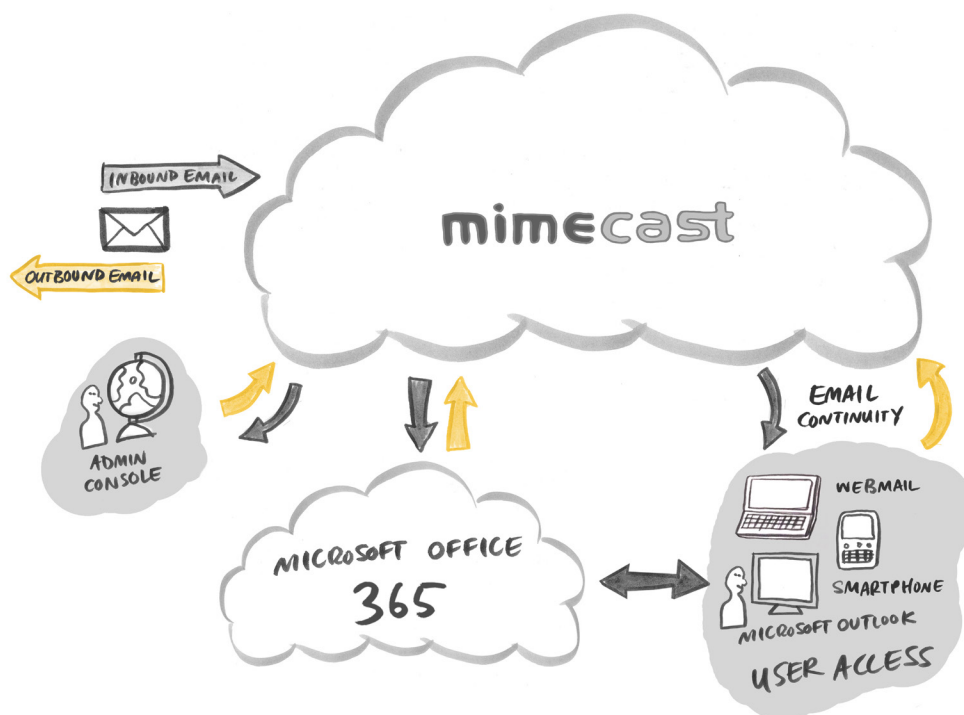 INBOUND EMAIL
mimecast
OUTBOUND EMAIL
ADMIN
CONSOLE
EMAIL
CONTINUITY
MICROSOFT OFFICE
365
WEBMAIL
SMARTPHONE
MICROSOFT OUTLOOK
USER ACCESS